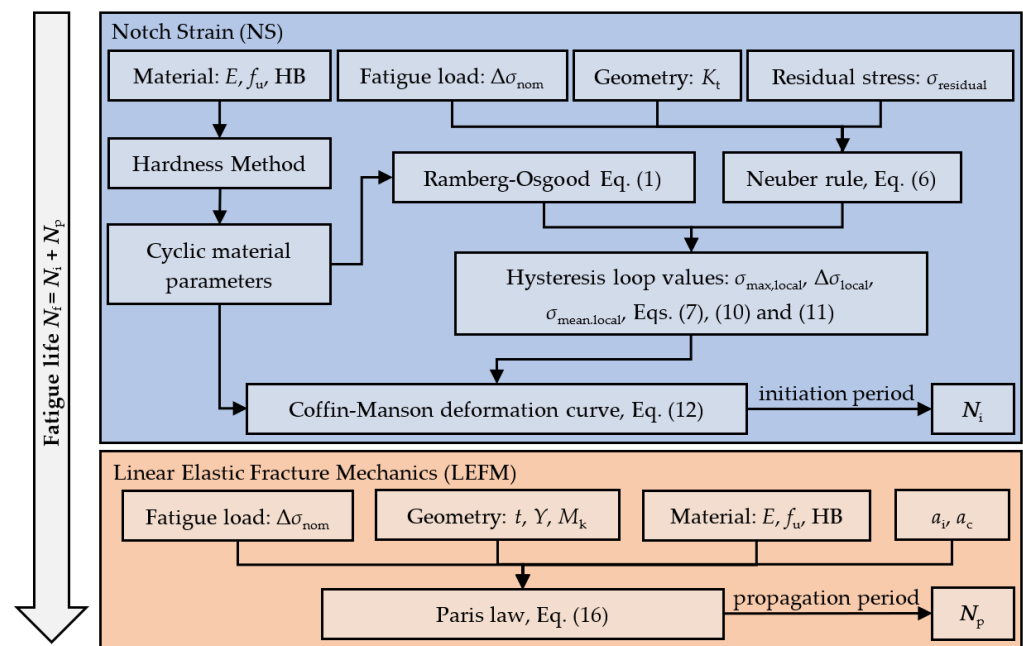 Fatigue life Nf = Ni + Np
Notch Strain (NS)
Material: E, fu, HB
Fatigue load: Δσnom
Geometry: Kt
Residual stress: σresidual
Hardness Method
Ramberg-Osgood Eq. (1)
Neuber rule, Eq. (6)
Cyclic material
parameters
Hysteresis loop values: σmax,local, Δσlocal,
σmean.local, Eqs. (7), (10) and (11)
Coffin-Manson deformation curve, Eq. (12)
initiation period
Ni
Linear Elastic Fracture Mechanics (LEFM)
Fatigue load: Δσnom
Geometry: t, Y, Mk
Material: E, fu, HB
ai, ac
Paris law, Eq. (16)
propagation period
Np